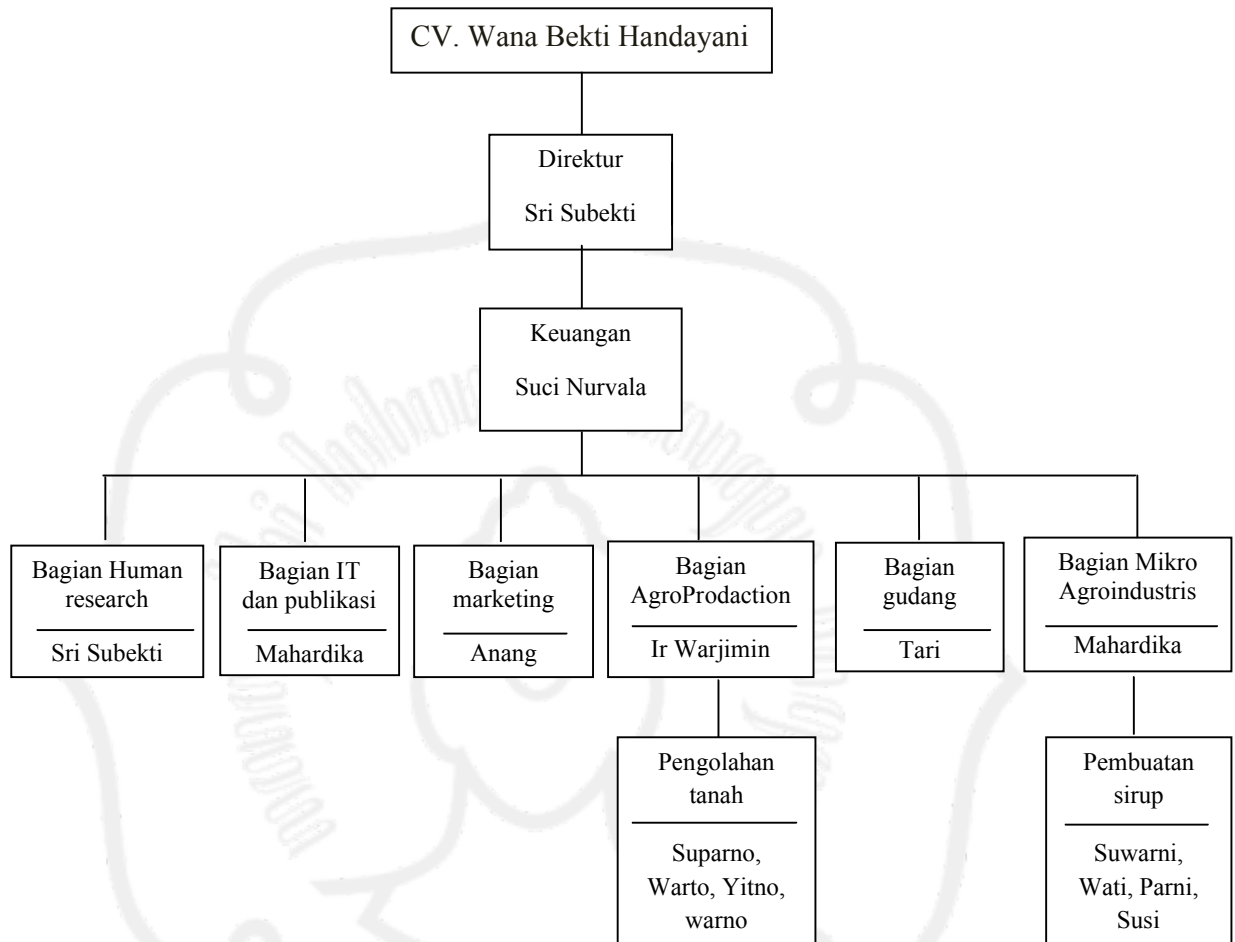 CV. Wana Bekti Handayani
Direktur
Sri Subekti
Keuangan
Suci Nurvala
Bagian Human
research
Sri Subekti
Bagian IT
dan publikasi
Mahardika
Bagian
marketing
Anang
Bagian
AgroProdaction
Ir Warjimin
Bagian
gudang
Tari
Bagian Mikro
Agroindustris
Mahardika
Pengolahan
tanah
Suparno,
Warto, Yitno,
warno
Pembuatan
sirup
Suwarni,
Wati, Parni,
Susi